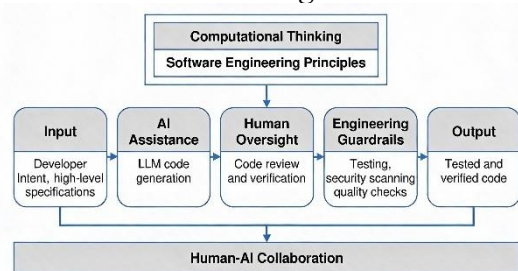 Computational Thinking
Software Engineering Principles
Input
Developer
Intent, high-level
specifications
AI
Assistance
LLM code
generation
Human
Oversight
Code review
and verification
Engineering
Guardrails
Testing,
security scanning
quality checks
Output
Tested and
verified code
Human-AI Collaboration